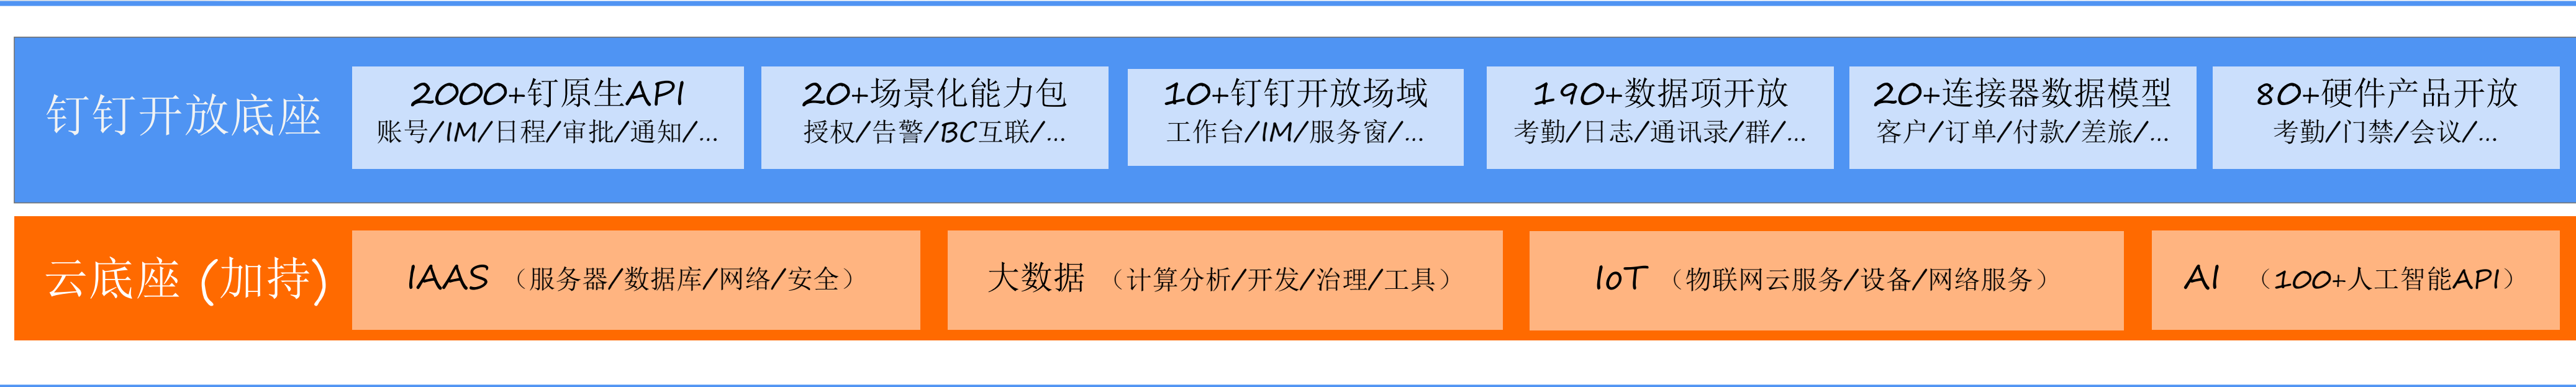 钉钉开放底座
2000+钉原生API
账号/IM/日程/审批/通知/...
20+场景化能力包
授权/告警/BC互联/...
10+钉钉开放场域
工作台/IM/服务窗/...
190+数据项开放
考勤/日志/通讯录/群/...
20+连接器数据模型
客户/订单/付款/差旅/...
80+硬件产品开放
考勤/门禁/会议/...
云底座 (加持)
IAAS （服务器/数据库/网络/安全）
大数据 （计算分析/开发/治理/工具）
IoT （物联网云服务/设备/网络服务）
AI （100+人工智能API）